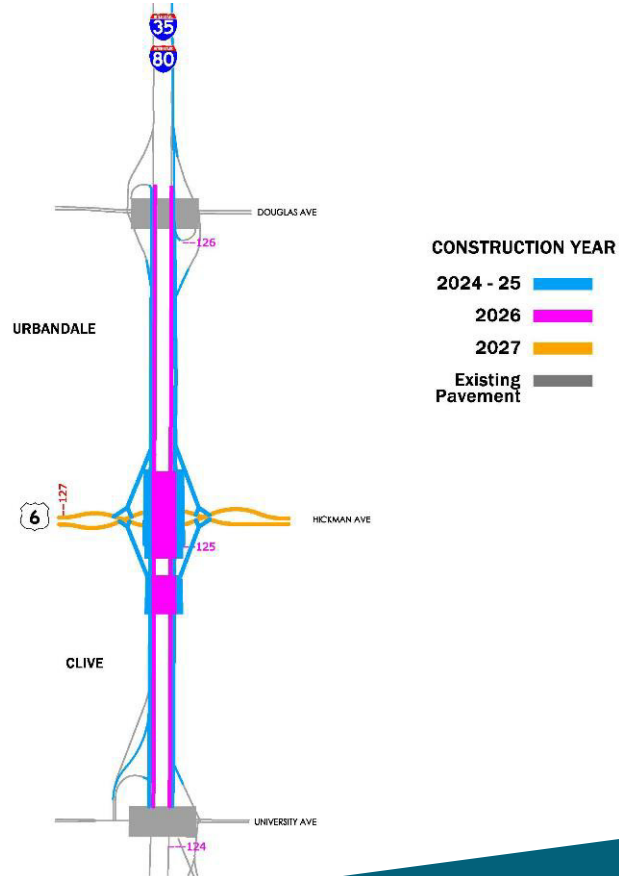 35
80
DOUGLAS AVE
126
CONSTRUCTION YEAR
2024 - 25
2026
2027
Existing
Pavement
URBANDALE
127
6
HICKMAN AVE
125
CLIVE
UNIVERSITY AVE
124